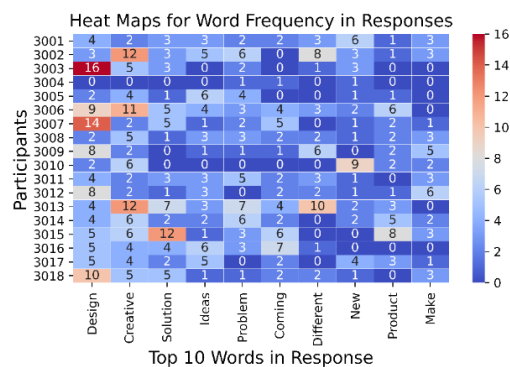 Heat Maps for Word Frequency in Responses
Participants
3001 4 2 3 3 2 2 3 6 1 3
3002 3 12 3 5 6 0 8 3 1 3
3003 16 5 3 0 2 0 1 3 0 0
3004 0 0 0 0 1 1 0 1 0 0
3005 2 4 1 6 4 0 0 1 2 1
3006 9 11 5 4 3 4 3 2 6 0
3007 14 2 5 1 2 5 0 1 2 1
3008 2 5 1 3 3 2 2 1 2 3
3009 8 2 0 1 1 1 6 0 2 5
3010 2 6 0 0 0 0 0 9 2 2
3011 4 2 3 3 5 2 3 1 0 3
3012 8 2 1 3 0 2 2 1 1 6
3013 4 12 7 3 7 4 10 2 3 0
3014 4 6 2 2 6 2 0 2 5 2
3015 5 6 12 1 3 6 0 0 8 3
3016 5 4 4 6 3 7 1 0 0 0
3017 5 4 2 5 0 2 0 4 3 1
3018 10 5 5 1 1 2 2 1 0 3
Design Creative Solution Ideas Problem Coming Different New Product Make
Top 10 Words in Response
16
14
12
10
8
6
4
2
0